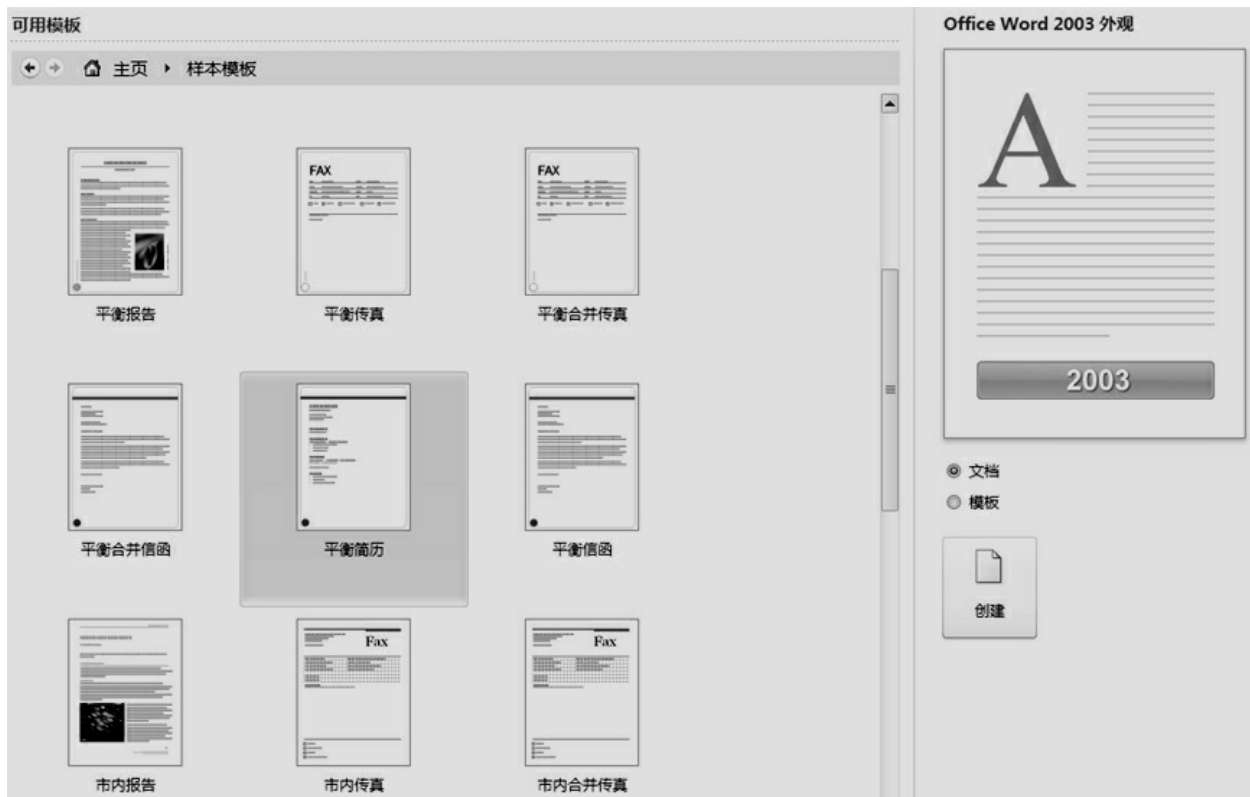 可用模板
主页 ▸ 样本模板
平衡报告
FAX
平衡传真
FAX
平衡合并传真
平衡合并信函
平衡简历
平衡信函
市内报告
Fax
市内传真
Fax
市内合并传真
Office Word 2003 外观
A
2003
文档
模板
创建